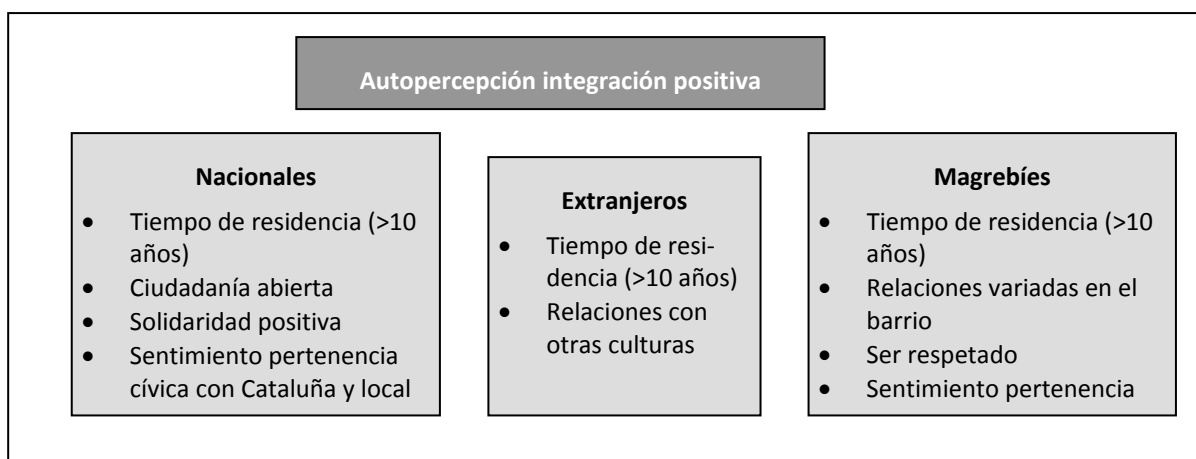 Autopercepción integración positiva
Nacionales
• Tiempo de residencia (>10
años)
• Ciudadanía abierta
• Solidaridad positiva
• Sentimiento pertenencia
cívica con Cataluña y local
Extranjeros
• Tiempo de resi-
dencia (>10 años)
• Relaciones con
otras culturas
Magrebíes
• Tiempo de residencia (>10
años)
• Relaciones variadas en el
barrio
• Ser respetado
• Sentimiento pertenencia